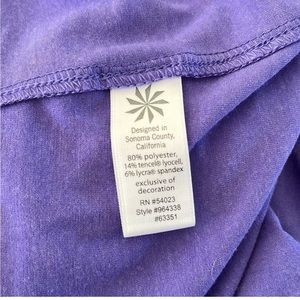 Designed in
Sonoma County,
California
80% polyester,
14% tencel® lyocell,
6% lycra® spandex
exclusive of
decoration
RN #54023
Style #964338
#63351